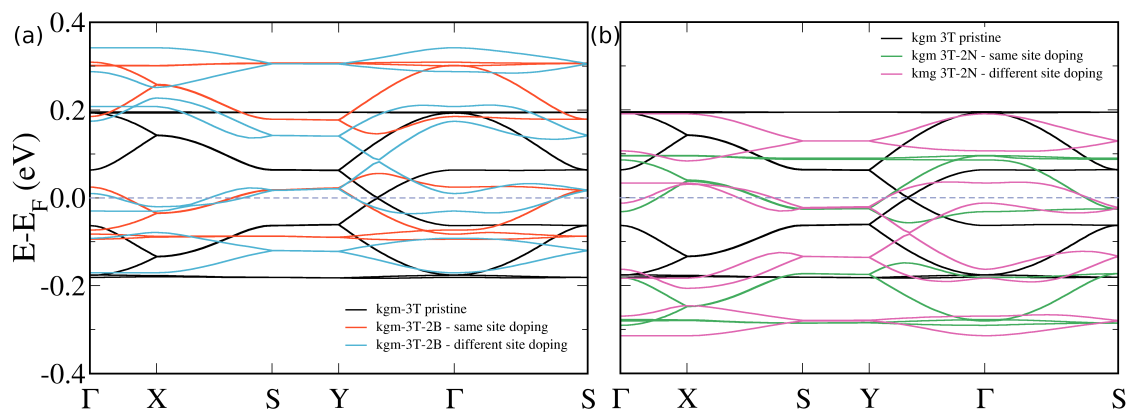 (a)
E-E_F (eV)
0.4
0.2
0.0
-0.2
-0.4
kgm-3T pristine
kgm-3T-2B - same site doping
kgm-3T-2B - different site doping
Γ X S Y Γ S
(b)
kgm 3T pristine
kgm 3T-2N - same site doping
kmg 3T-2N - different site doping
Γ X S Y Γ S